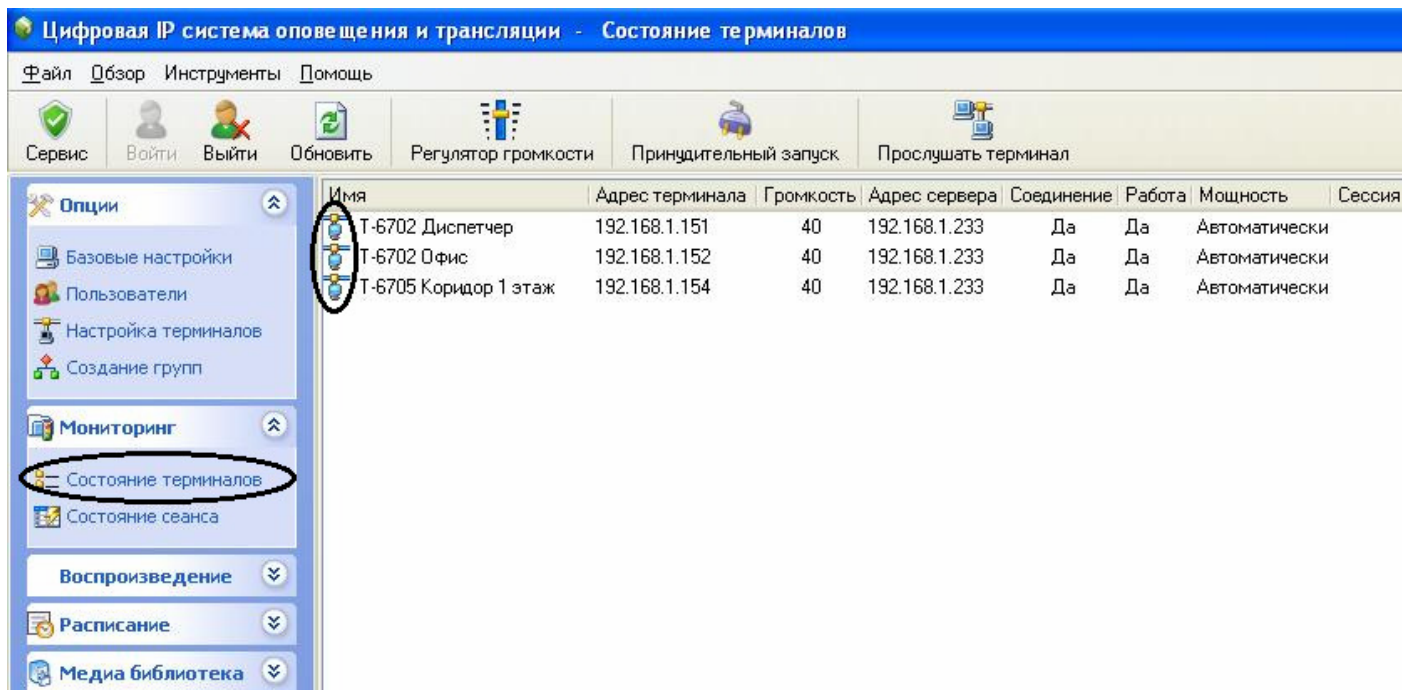 Цифровая IP система оповещения и трансляции - Состояние терминалов
Файл Обзор Инструменты Помощь
Сервис Войти Выйти Обновить Регулятор громкости Принудительный запуск Прослушать терминал
Опции
Базовые настройки
Пользователи
Настройка терминалов
Создание групп
Мониторинг
Состояние терминалов
Состояние сеанса
Воспроизведение
Расписание
Медиа библиотека
Имя Адрес терминала Громкость Адрес сервера Соединение Работа Мощность Сессия
T-6702 Диспетчер 192.168.1.151 40 192.168.1.233 Да Да Автоматически
T-6702 Офис 192.168.1.152 40 192.168.1.233 Да Да Автоматически
T-6705 Коридор 1 этаж 192.168.1.154 40 192.168.1.233 Да Да Автоматически